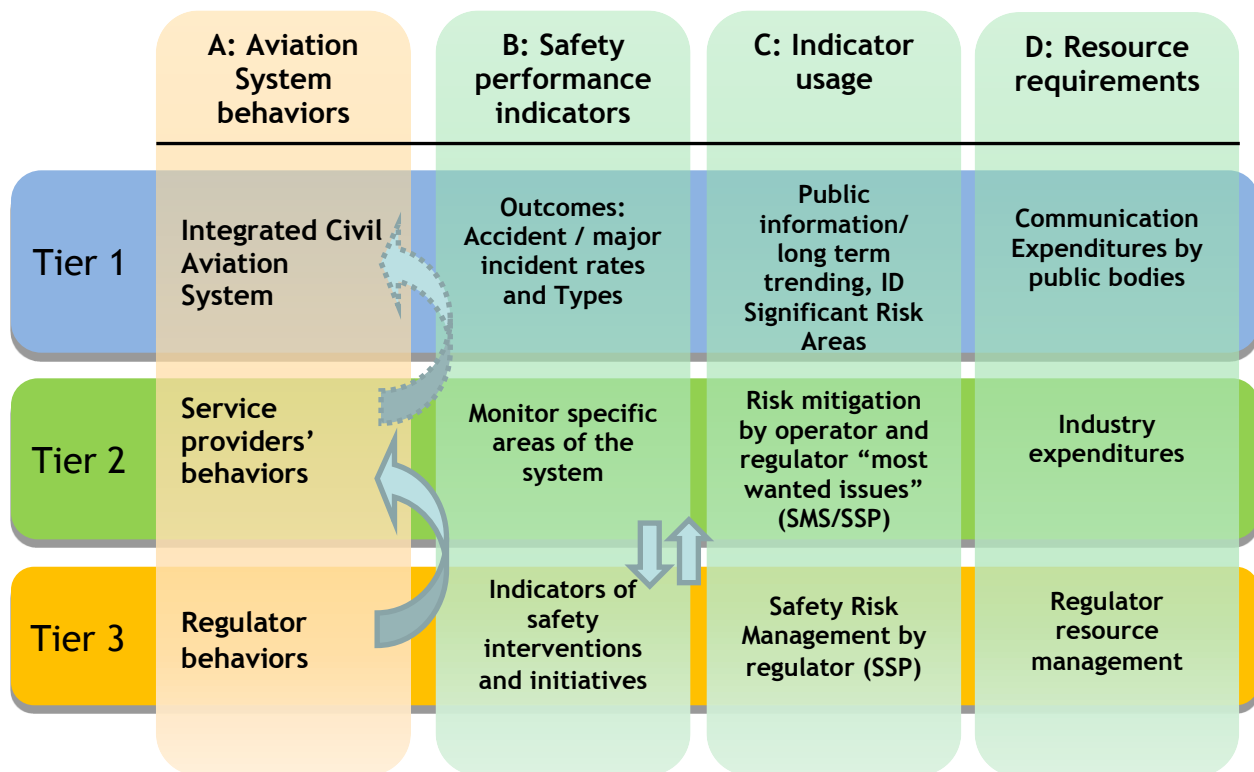 A: Aviation
System
behaviors
B: Safety
performance
indicators
C: Indicator
usage
D: Resource
requirements
Tier 1
Integrated Civil
Aviation
System
Outcomes:
Accident / major
incident rates
and Types
Public
information/
long term
trending, ID
Significant Risk
Areas
Communication
Expenditures by
public bodies
Tier 2
Service
providers’
behaviors
Monitor specific
areas of the
system
Risk mitigation
by operator and
regulator “most
wanted issues”
(SMS/SSP)
Industry
expenditures
Tier 3
Regulator
behaviors
Indicators of
safety
interventions
and initiatives
Safety Risk
Management by
regulator (SSP)
Regulator
resource
management